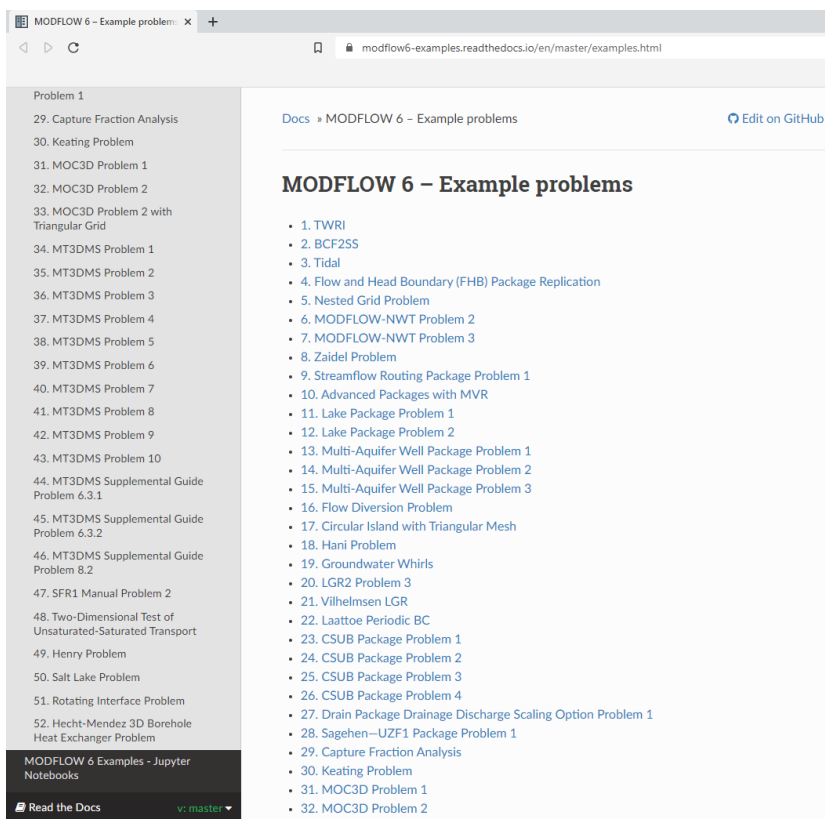 MODFLOW 6 – Example problem
modflow6-examples.readthedocs.io/en/master/examples.html
Problem 1
29. Capture Fraction Analysis
30. Keating Problem
31. MOC3D Problem 1
32. MOC3D Problem 2
33. MOC3D Problem 2 with
Triangular Grid
34. MT3DMS Problem 1
35. MT3DMS Problem 2
36. MT3DMS Problem 3
37. MT3DMS Problem 4
38. MT3DMS Problem 5
39. MT3DMS Problem 6
40. MT3DMS Problem 7
41. MT3DMS Problem 8
42. MT3DMS Problem 9
43. MT3DMS Problem 10
44. MT3DMS Supplemental Guide
Problem 6.3.1
45. MT3DMS Supplemental Guide
Problem 6.3.2
46. MT3DMS Supplemental Guide
Problem 8.2
47. SFR1 Manual Problem 2
48. Two-Dimensional Test of
Unsaturated-Saturated Transport
49. Henry Problem
50. Salt Lake Problem
51. Rotating Interface Problem
52. Hecht-Mendez 3D Borehole
Heat Exchanger Problem
MODFLOW 6 Examples - Jupyter
Notebooks
Read the Docs v: master
Docs » MODFLOW 6 – Example problems Edit on GitHub
MODFLOW 6 – Example problems
• 1. TWRI
• 2. BCF2SS
• 3. Tidal
• 4. Flow and Head Boundary (FHB) Package Replication
• 5. Nested Grid Problem
• 6. MODFLOW-NWT Problem 2
• 7. MODFLOW-NWT Problem 3
• 8. Zaidel Problem
• 9. Streamflow Routing Package Problem 1
• 10. Advanced Packages with MVR
• 11. Lake Package Problem 1
• 12. Lake Package Problem 2
• 13. Multi-Aquifer Well Package Problem 1
• 14. Multi-Aquifer Well Package Problem 2
• 15. Multi-Aquifer Well Package Problem 3
• 16. Flow Diversion Problem
• 17. Circular Island with Triangular Mesh
• 18. Hani Problem
• 19. Groundwater Whirls
• 20. LGR2 Problem 3
• 21. Vilhelmsen LGR
• 22. Laattoe Periodic BC
• 23. CSUB Package Problem 1
• 24. CSUB Package Problem 2
• 25. CSUB Package Problem 3
• 26. CSUB Package Problem 4
• 27. Drain Package Drainage Discharge Scaling Option Problem 1
• 28. Sagehen—UZF1 Package Problem 1
• 29. Capture Fraction Analysis
• 30. Keating Problem
• 31. MOC3D Problem 1
• 32. MOC3D Problem 2